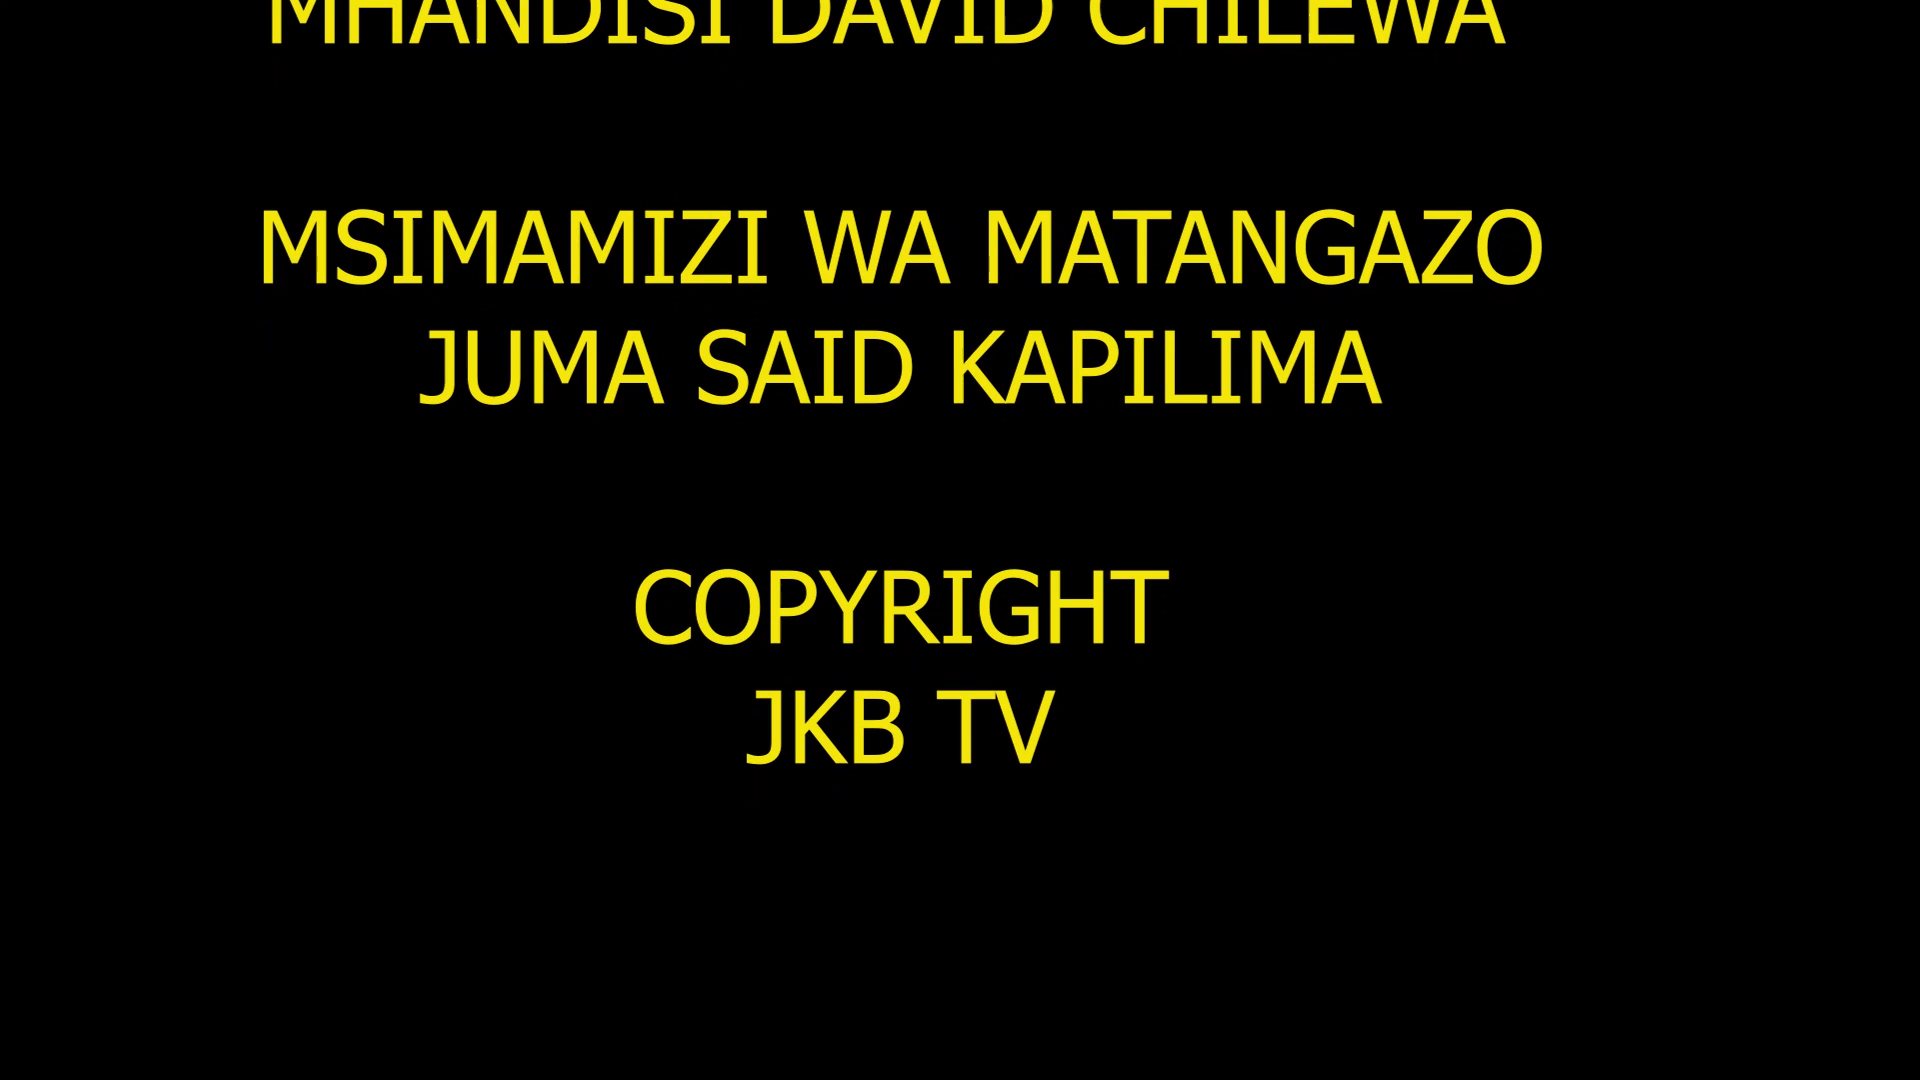 MHANDISI DAVID CHILEWA
MSIMAMIZI WA MATANGAZO
JUMA SAID KAPILIMA
COPYRIGHT
JKB TV